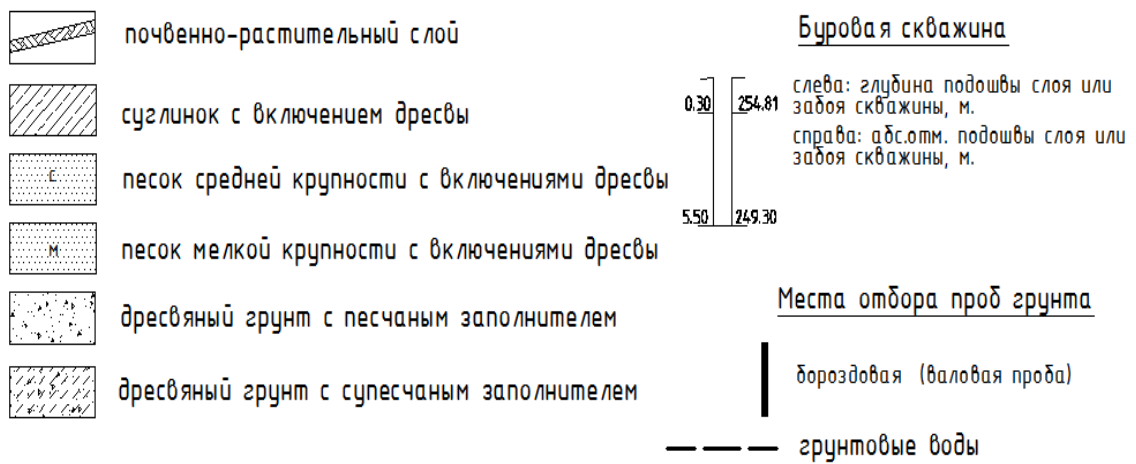 почвенно-растительный слой
суглинок с включением дресвы
С
песок средней крупности с включениями дресвы
М
песок мелкой крупности с включениями дресвы
дресвяный грунт с песчаным заполнителем
дресвяный грунт с супесчаным заполнителем
Буровая скважина
0.30
254.81
слева: глубина подошвы слоя или
забоя скважины, м.
справа: абс.отм. подошвы слоя или
забоя скважины, м.
5.50
249.30
Места отбора проб грунта
бороздовая (валовая проба)
грунтовые воды